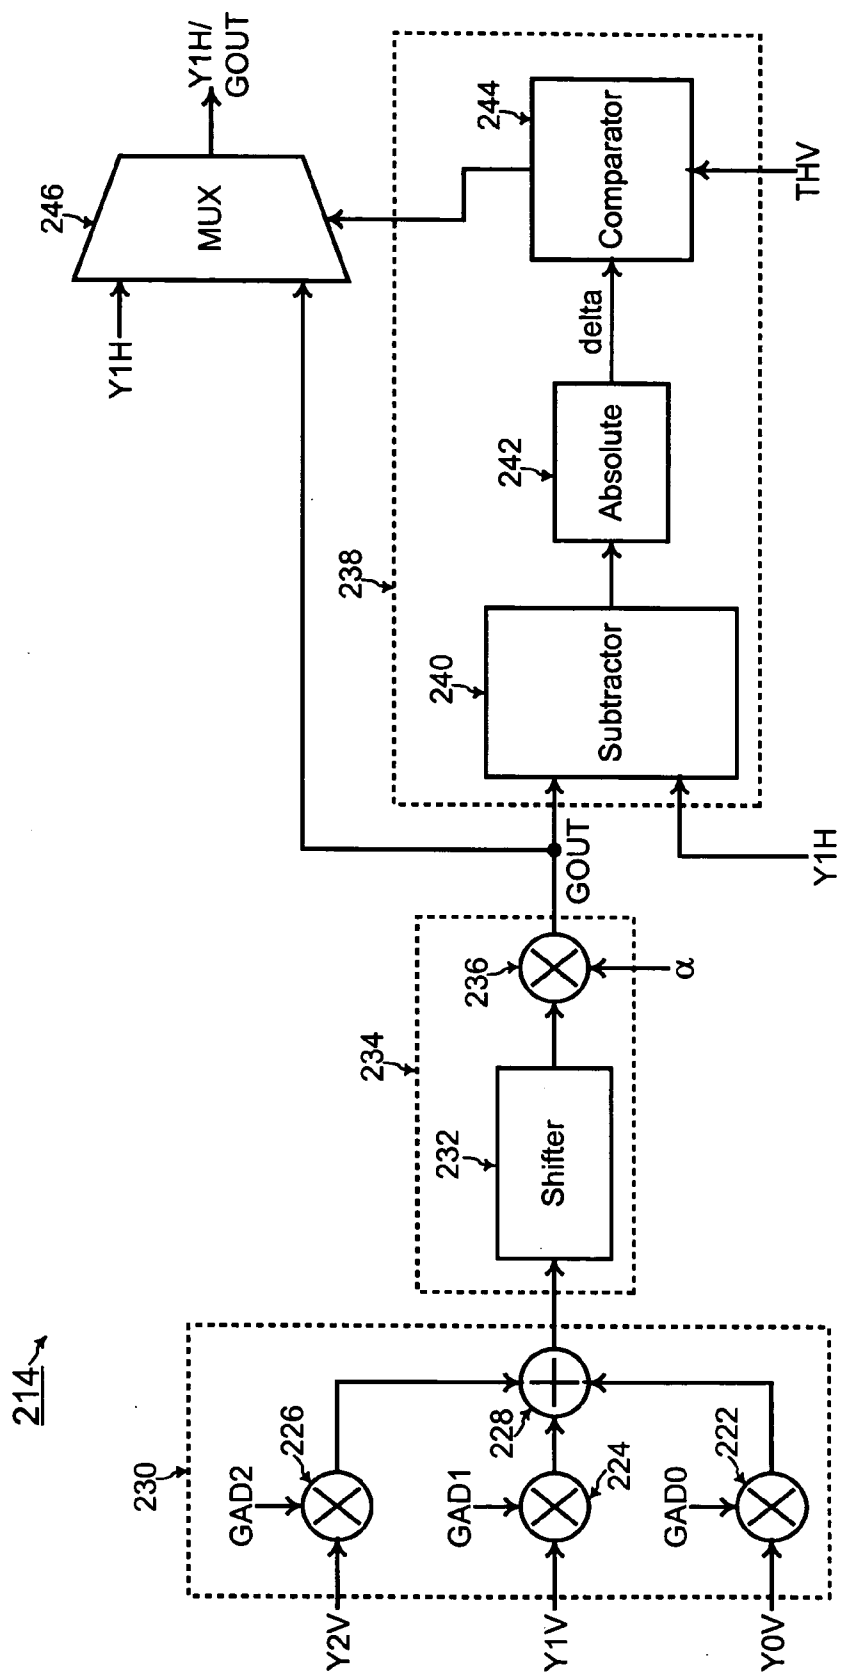 214
230
Y2V
GAD2
226
Y1V
GAD1
224
228
Y0V
GAD0
222
234
232
Shifter
236
α
GOUT
Y1H
238
240
Subtractor
242
Absolute
delta
244
Comparator
THV
Y1H
246
MUX
Y1H/
GOUT